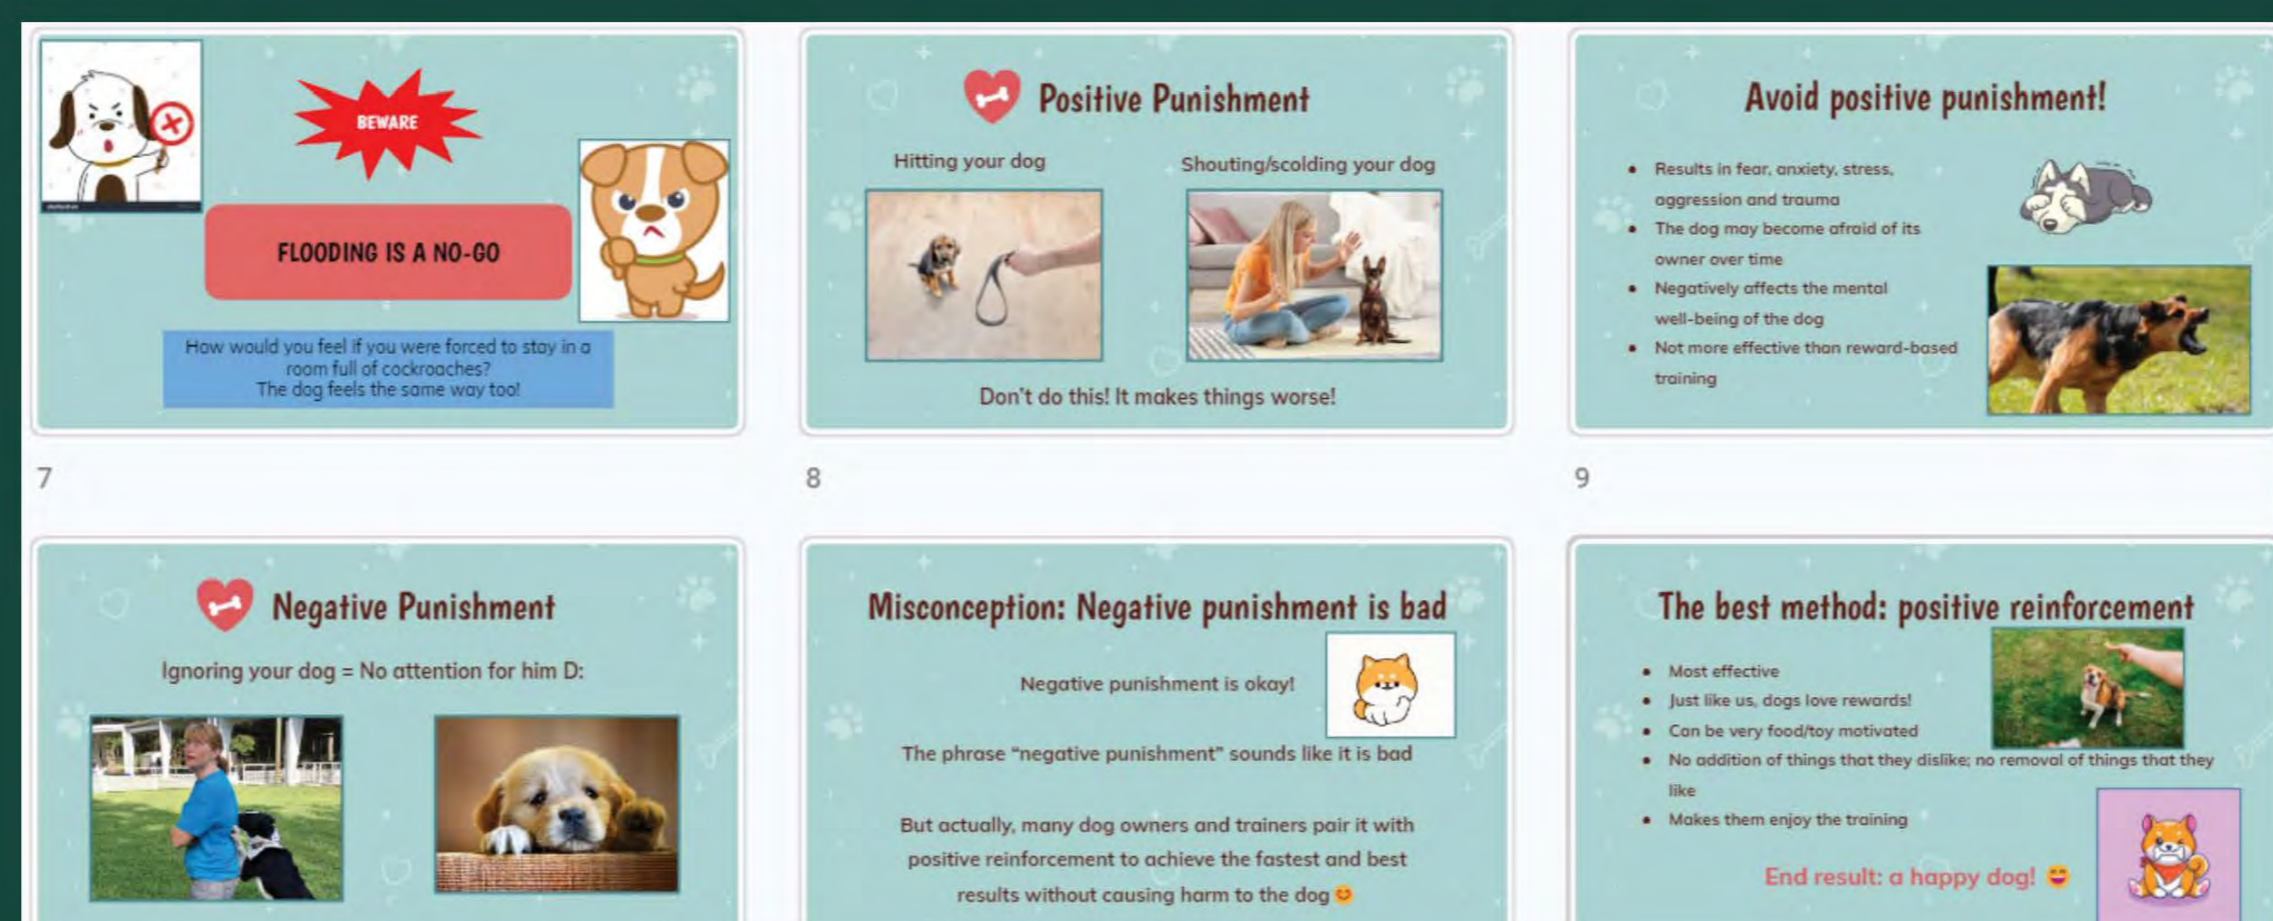 BEWARE
FLOODING IS A NO-GO
How would you feel if you were forced to stay in a
room full of cockroaches?
The dog feels the same way too!
7
Positive Punishment
Hitting your dog
Shouting/scolding your dog
Don't do this! It makes things worse!
8
Avoid positive punishment!
• Results in fear, anxiety, stress,
aggression and trauma
• The dog may become afraid of its
owner over time
• Negatively affects the mental
well-being of the dog
• Not more effective than reward-based
training
9
Negative Punishment
Ignoring your dog = No attention for him D:
Misconception: Negative punishment is bad
Negative punishment is okay!
The phrase “negative punishment” sounds like it is bad
But actually, many dog owners and trainers pair it with
positive reinforcement to achieve the fastest and best
results without causing harm to the dog 😊
The best method: positive reinforcement
• Most effective
• Just like us, dogs love rewards!
• Can be very food/toy motivated
• No addition of things that they dislike; no removal of things that they
like
• Makes them enjoy the training
End result: a happy dog! 😄